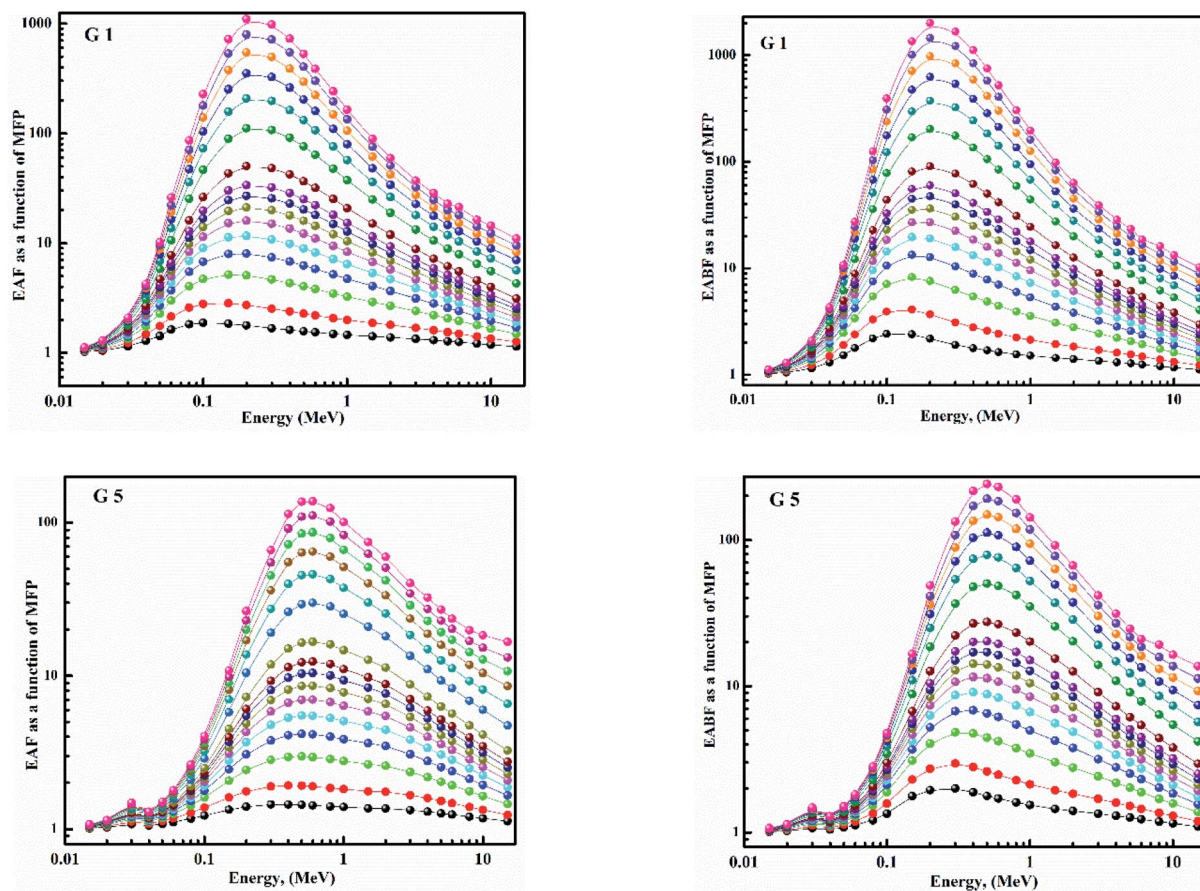 G 1
EAF as a function of MFP
1000
100
10
1
0.01
0.1
1
10
Energy (MeV)
G 1
EABF as a function of MFP
1000
100
10
1
0.01
0.1
1
10
Energy, (MeV)
G 5
EAF as a function of MFP
100
10
1
0.01
0.1
1
10
Energy, (MeV)
G 5
EABF as a function of MFP
100
10
1
0.01
0.1
1
10
Energy, (MeV)